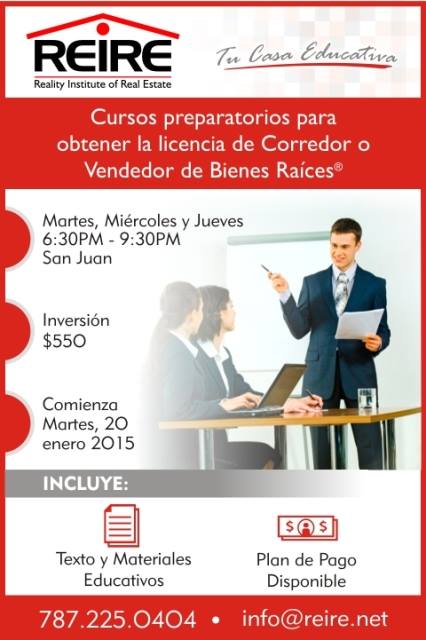 REIRE
Reality Institute of Real Estate
Tu Casa Educativa
Cursos preparatorios para
obtener la licencia de Corredor o
Vendedor de Bienes Raíces®
Martes, Miércoles y Jueves
6:30PM - 9:30PM
San Juan
Inversión
$550
Comienza
Martes, 20
enero 2015
INCLUYE:
$ $
Texto y Materiales
Educativos
Plan de Pago
Disponible
787.225.0404 • info@reire.net